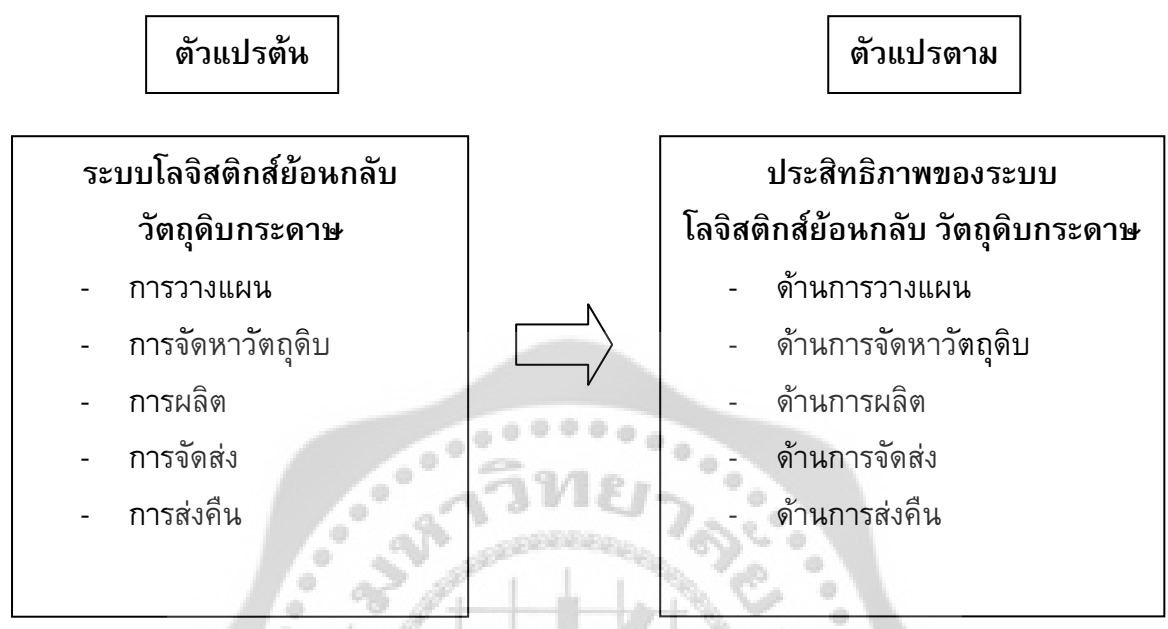 ตัวแปรต้น
ตัวแปรตาม
ระบบโลจิสติกส์ย้อนกลับ
วัตถุดิบกระดาษ
- การวางแผน
- การจัดหาวัตถุดิบ
- การผลิต
- การจัดส่ง
- การส่งคืน
ประสิทธิภาพของระบบ
โลจิสติกส์ย้อนกลับ วัตถุดิบกระดาษ
- ด้านการวางแผน
- ด้านการจัดหาวัตถุดิบ
- ด้านการผลิต
- ด้านการจัดส่ง
- ด้านการส่งคืน
มหาวิทยาลัย